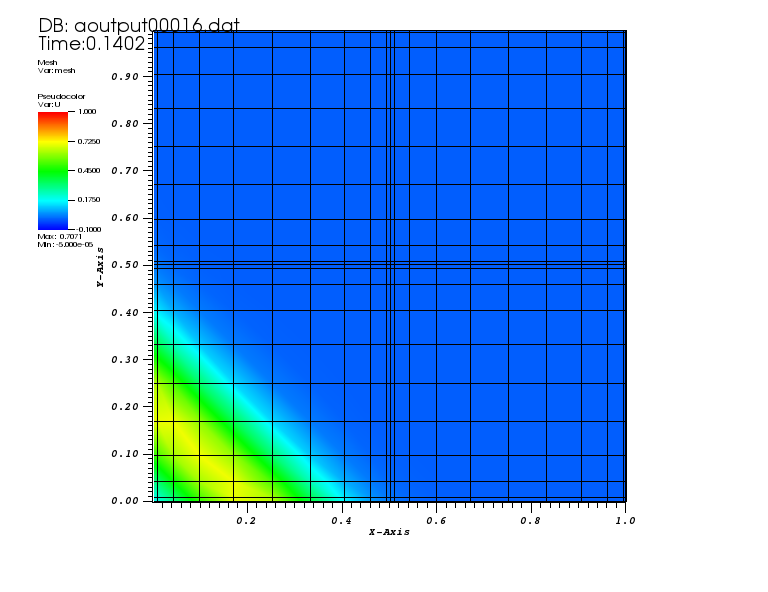 DB: aoutput00016.dat
Time:0.1402
Mesh
Var: mesh
Pseudocolor
Var: U
1.000
0.7250
0.4500
0.1750
-0.1000
Max: 0.7071
Min: -5.000e-05
Y-Axis
0.90
0.80
0.70
0.60
0.50
0.40
0.30
0.20
0.10
0.00
0.2
0.4
0.6
0.8
1.0
X-Axis